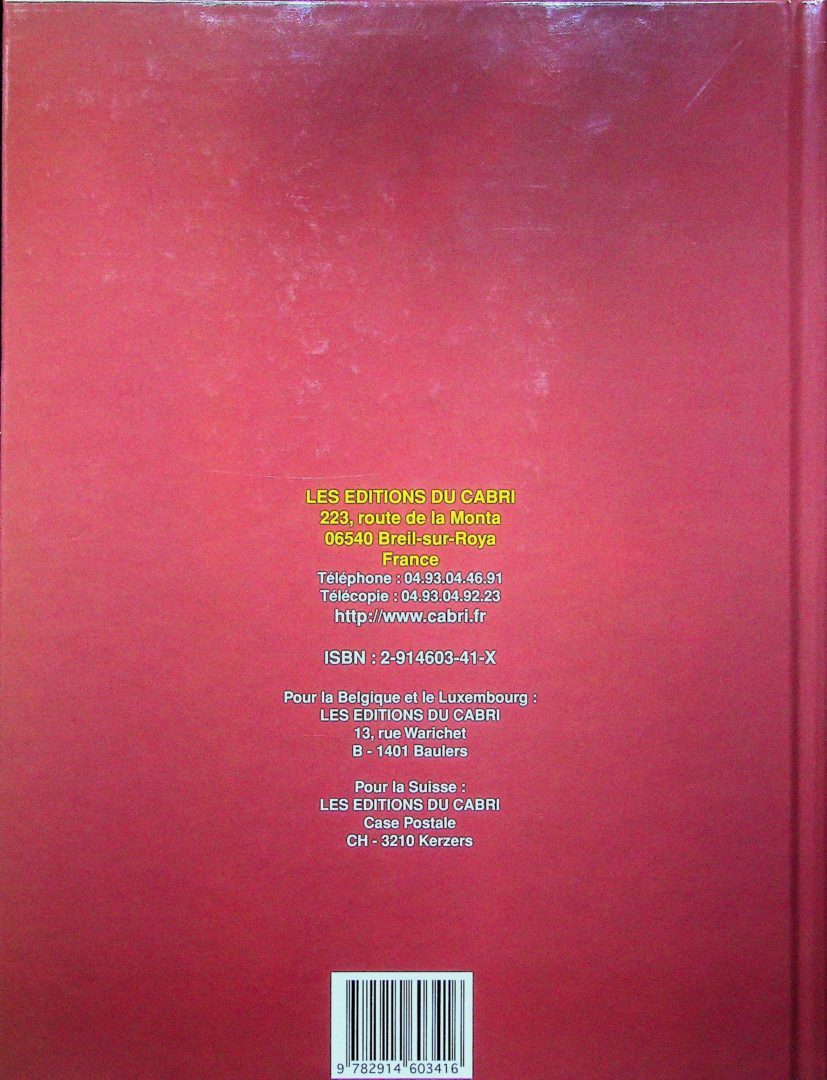 LES EDITIONS DU CABRI
223, route de la Monta
06540 Breil-sur-Roya
France
Téléphone : 04.93.04.46.91
Télécopie : 04.93.04.92.23
http://www.cabri.fr
ISBN : 2-914603-41-X
Pour la Belgique et le Luxembourg :
LES EDITIONS DU CABRI
13, rue Warichet
B - 1401 Baulers
Pour la Suisse :
LES EDITIONS DU CABRI
Case Postale
CH - 3210 Kerzers
9 782914 603416